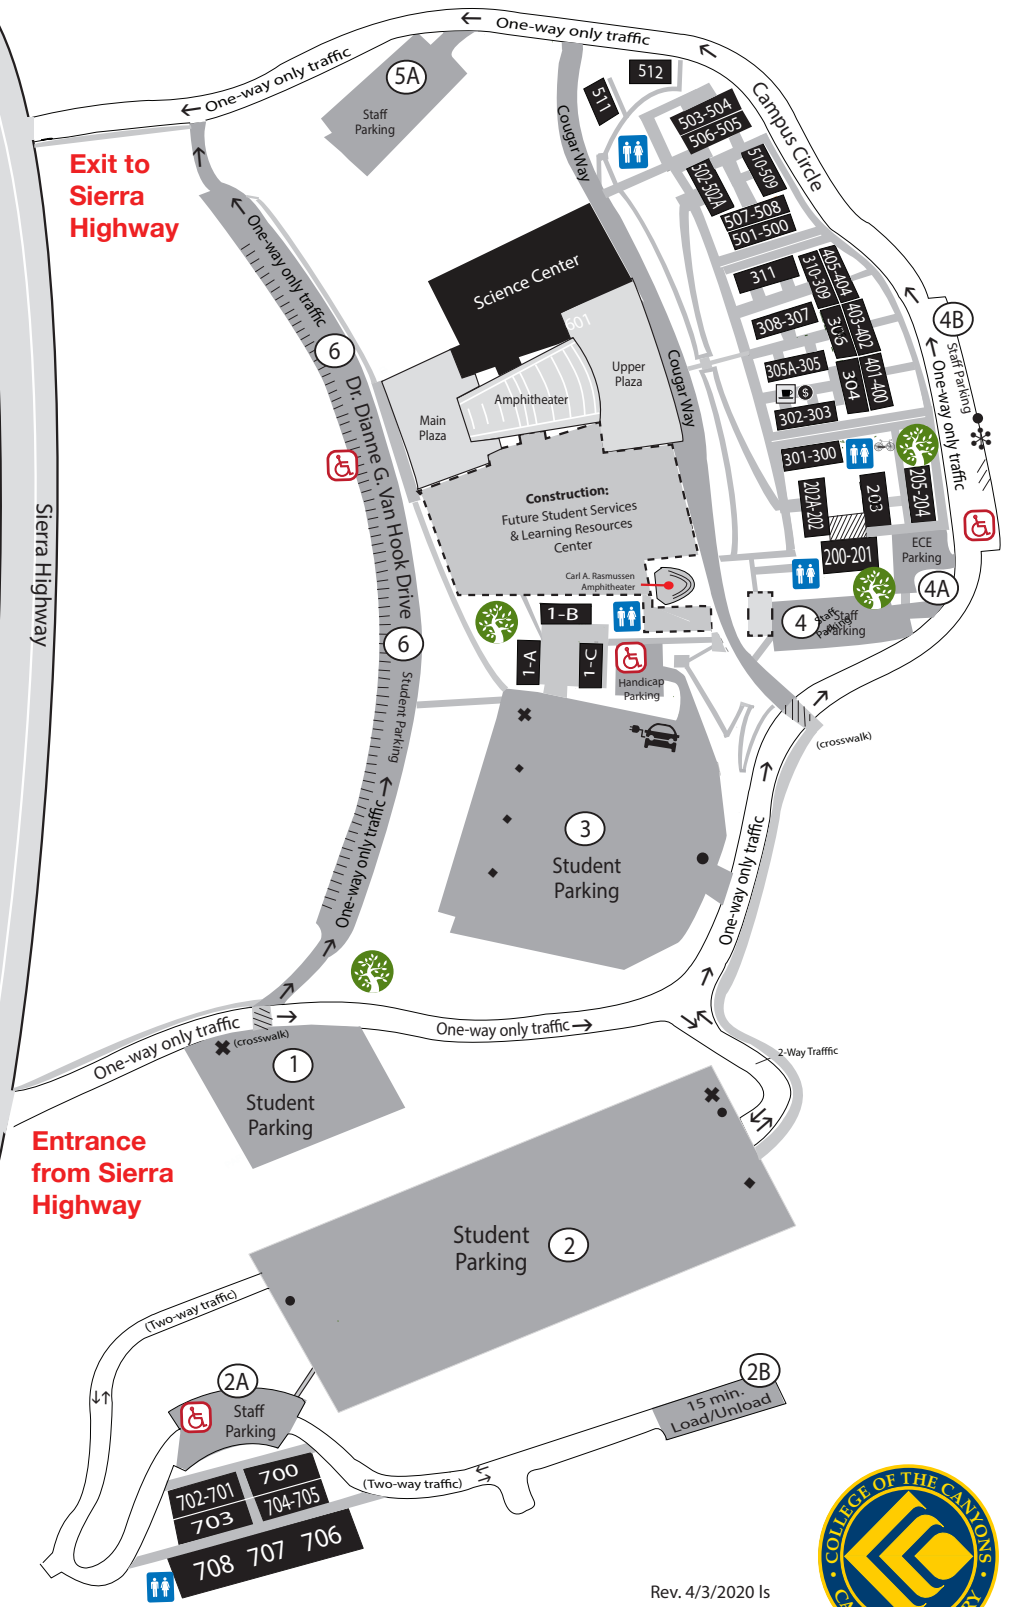 One-way only traffic
One-way only traffic
5A
Staff
Parking
512
511
503-504
506-505
Campus Circle
Cougar Way
510-509
502-502A
507-508
501-500
Exit to
Sierra
Highway
One-way only traffic
Science Center
601
311
310-309
405-404
308-307
306
403-402
4B
Staff Parking
One-way only traffic
6
Upper
Plaza
Cougar Way
305A-305
304
401-400
$
302-303
Amphitheater
Main
Plaza
Dr. Dianne G. Van Hook Drive
301-300
202A-202
203
205-204
Construction:
Future Student Services
& Learning Resources
Center
Sierra Highway
200-201
ECE
Parking
Carl A. Rasmussen
Amphitheater
4A
1-B
4
Staff
Parking
Staff
Parking
6
1-A
1-C
Handicap
Parking
Student Parking
(crosswalk)
3
Student
Parking
One-way only traffic
One-way only traffic
One-way only traffic
(crosswalk)
One-way only traffic
2-Way Trafffic
1
Student
Parking
Entrance
from Sierra
Highway
Student
Parking
2
(Two-way traffic)
2A
Staff
Parking
2B
15 min.
Load/Unload
(Two-way traffic)
702-701
700
703
704-705
708 707 706
COLLEGE OF THE CANYONS
Rev. 4/3/2020 ls